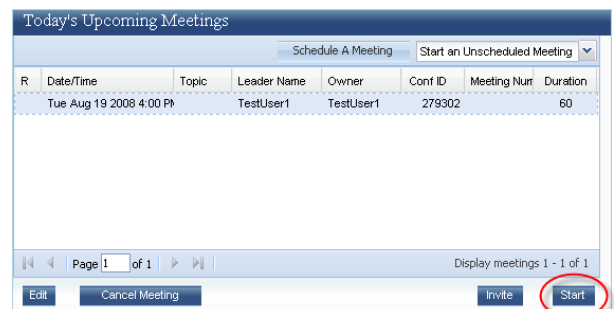 Today's Upcoming Meetings
Schedule A Meeting Start an Unscheduled Meeting
R Date/Time Topic Leader Name Owner Conf ID Meeting Num Duration
Tue Aug 19 2008 4:00 PM TestUser1 TestUser1 279302 60
Page 1 of 1 Display meetings 1 - 1 of 1
Edit Cancel Meeting Invite Start